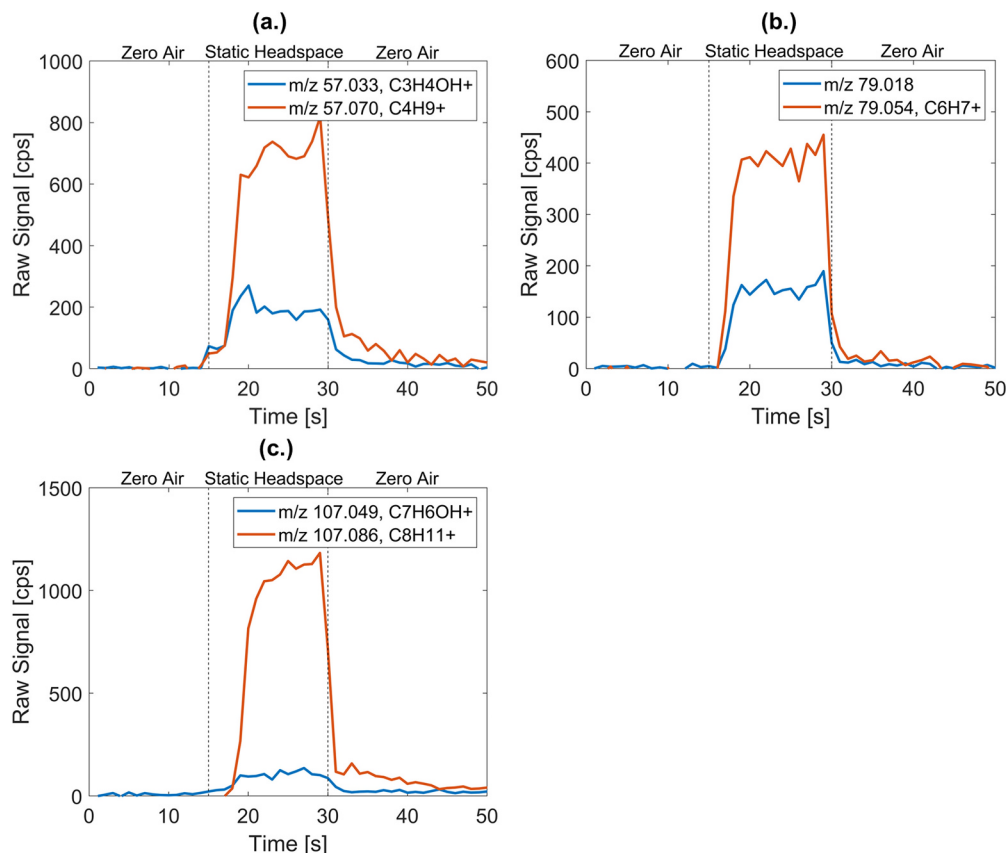 (a.)
Zero Air Static Headspace Zero Air
1000
800
600
400
200
0
Raw Signal [cps]
m/z 57.033, C3H4OH+
m/z 57.070, C4H9+
0 10 20 30 40 50
Time [s]
(b.)
Zero Air Static Headspace Zero Air
600
500
400
300
200
100
0
Raw Signal [cps]
m/z 79.018
m/z 79.054, C6H7+
0 10 20 30 40 50
Time [s]
(c.)
Zero Air Static Headspace Zero Air
1500
1000
500
0
Raw Signal [cps]
m/z 107.049, C7H6OH+
m/z 107.086, C8H11+
0 10 20 30 40 50
Time [s]